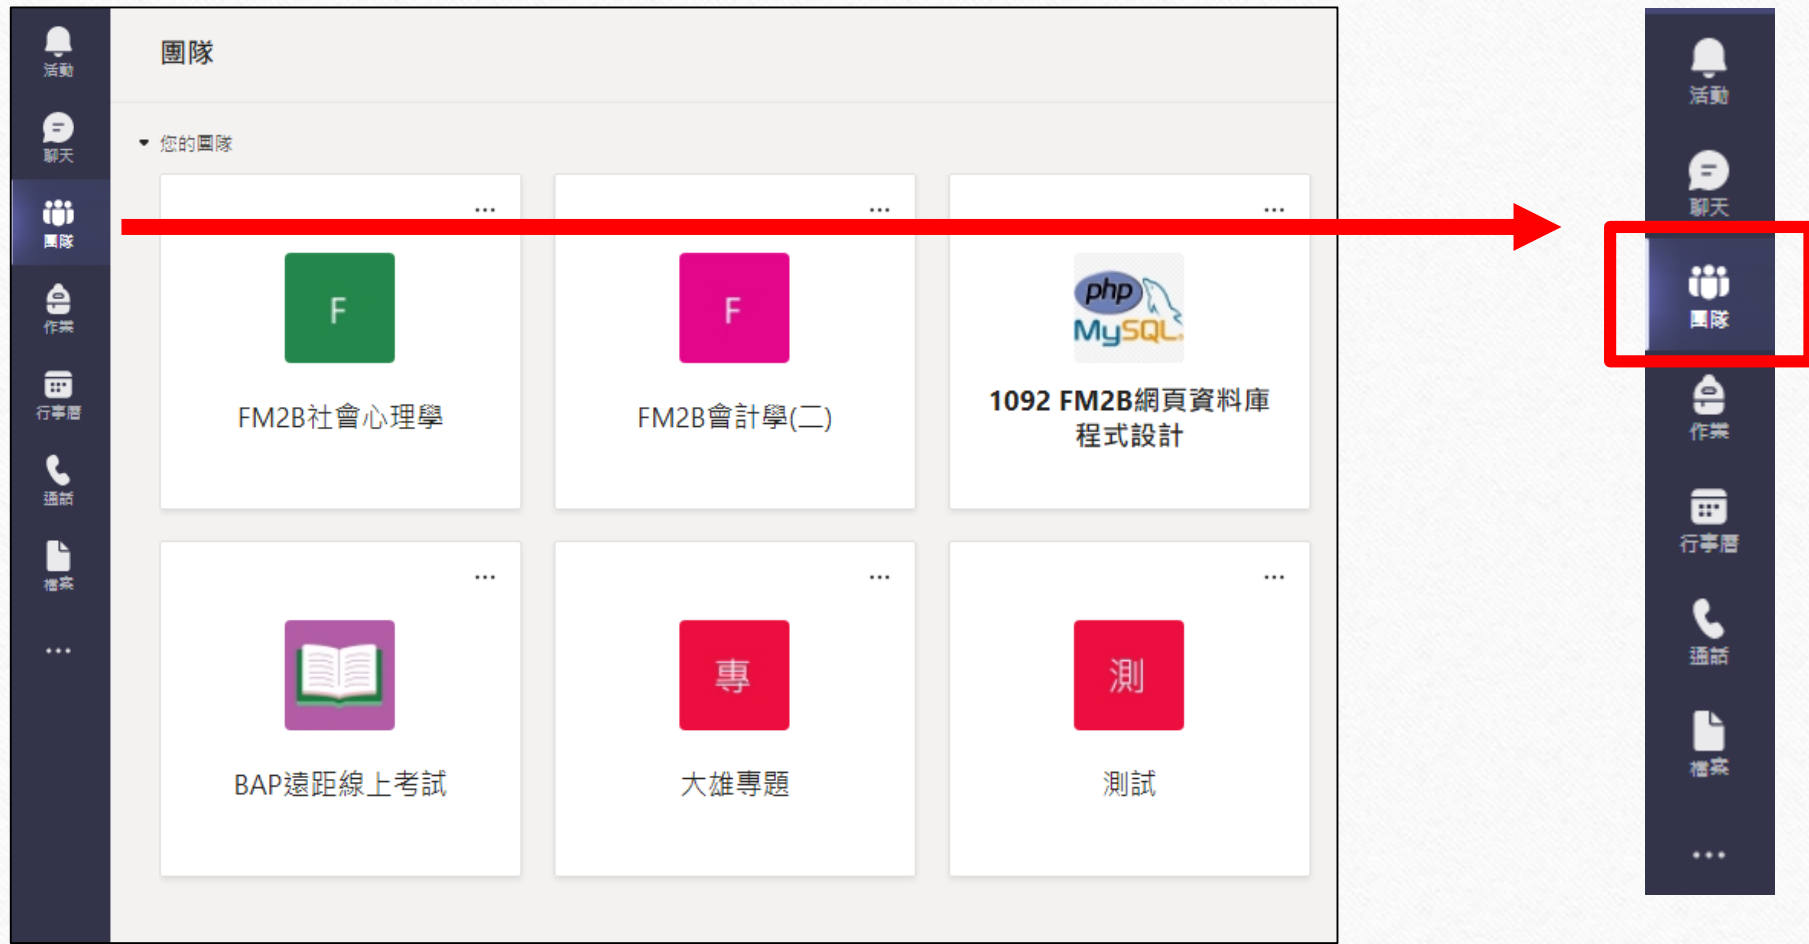 活動
聊天
團隊
作業
行事曆
通話
檔案
...
團隊
您的團隊
...
...
...
F
F
php
MySQL
FM2B社會心理學
FM2B會計學(二)
1092 FM2B網頁資料庫
程式設計
...
...
...
專
測
BAP遠距線上考試
大雄專題
測試
活動
聊天
團隊
作業
行事曆
通話
檔案
...